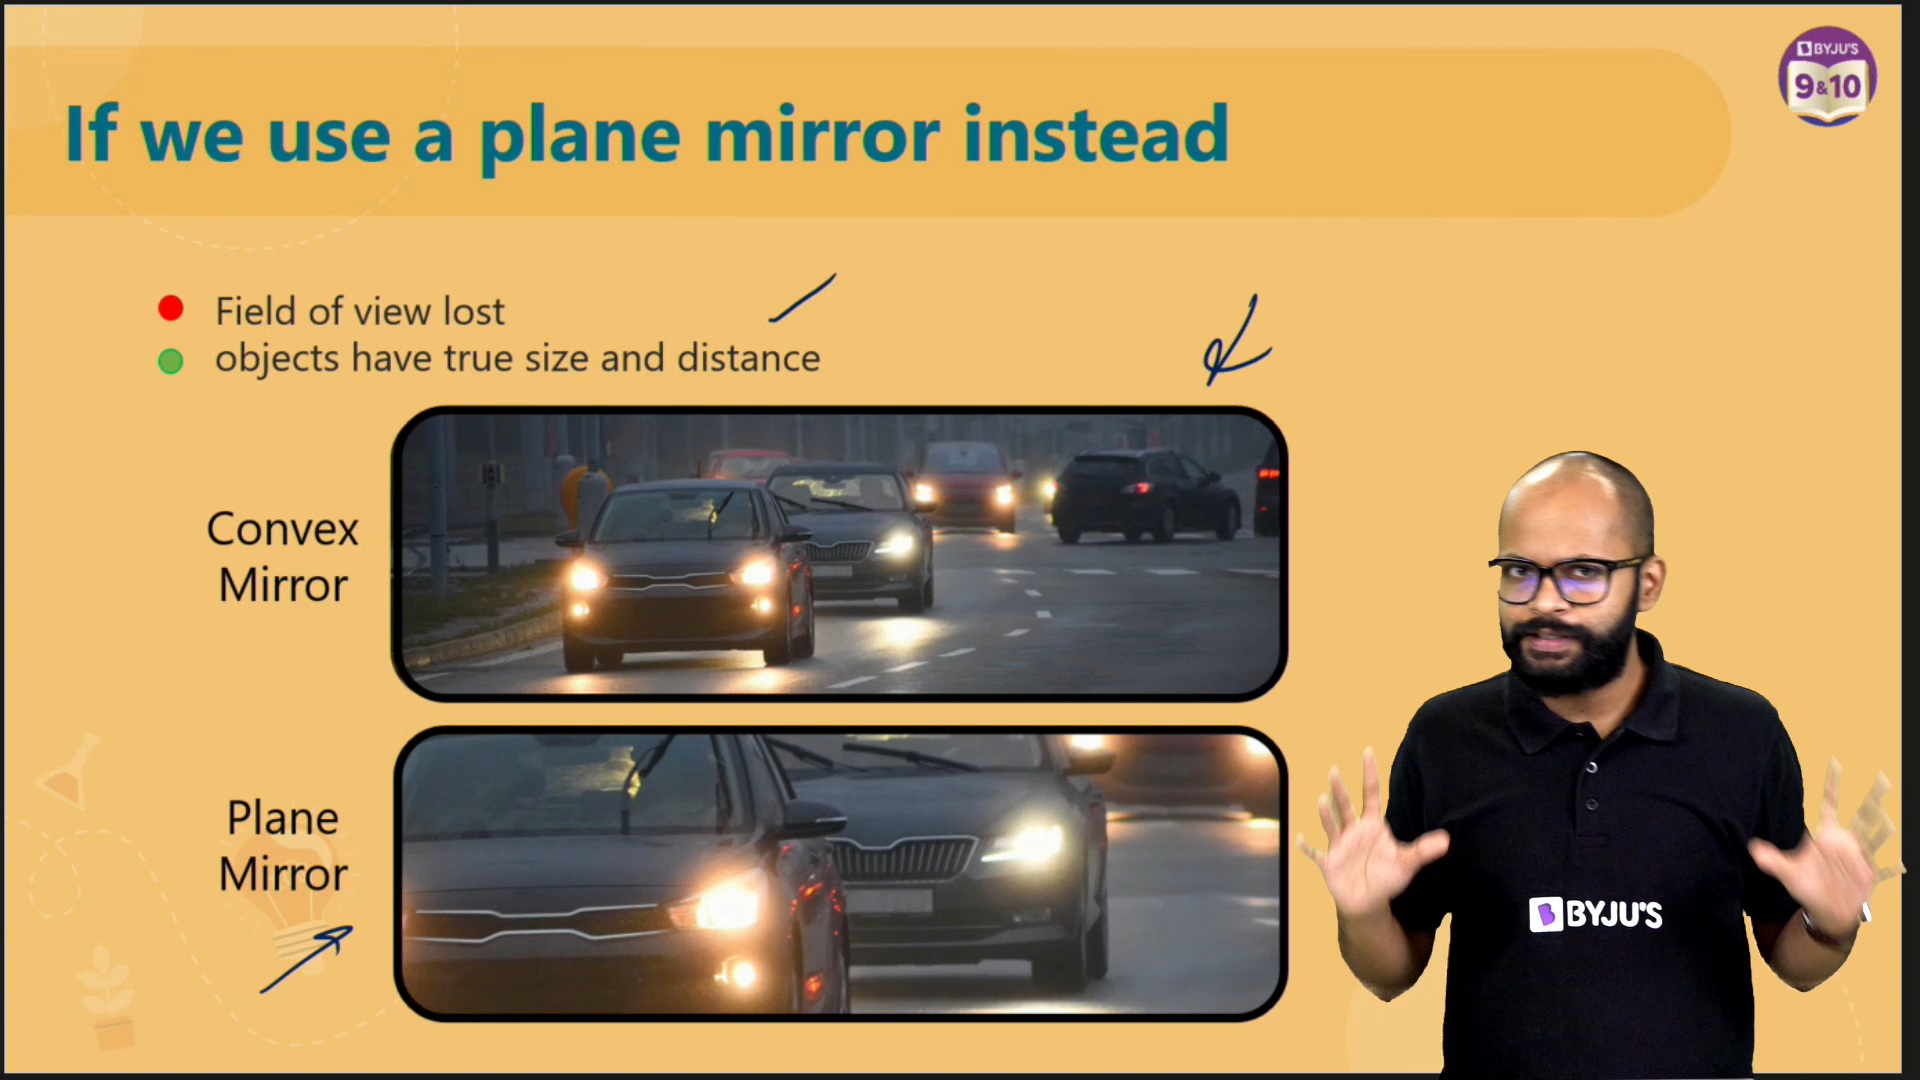 BYJU'S
9&10
If we use a plane mirror instead
Field of view lost
objects have true size and distance
Convex
Mirror
Plane
Mirror
BYJU'S